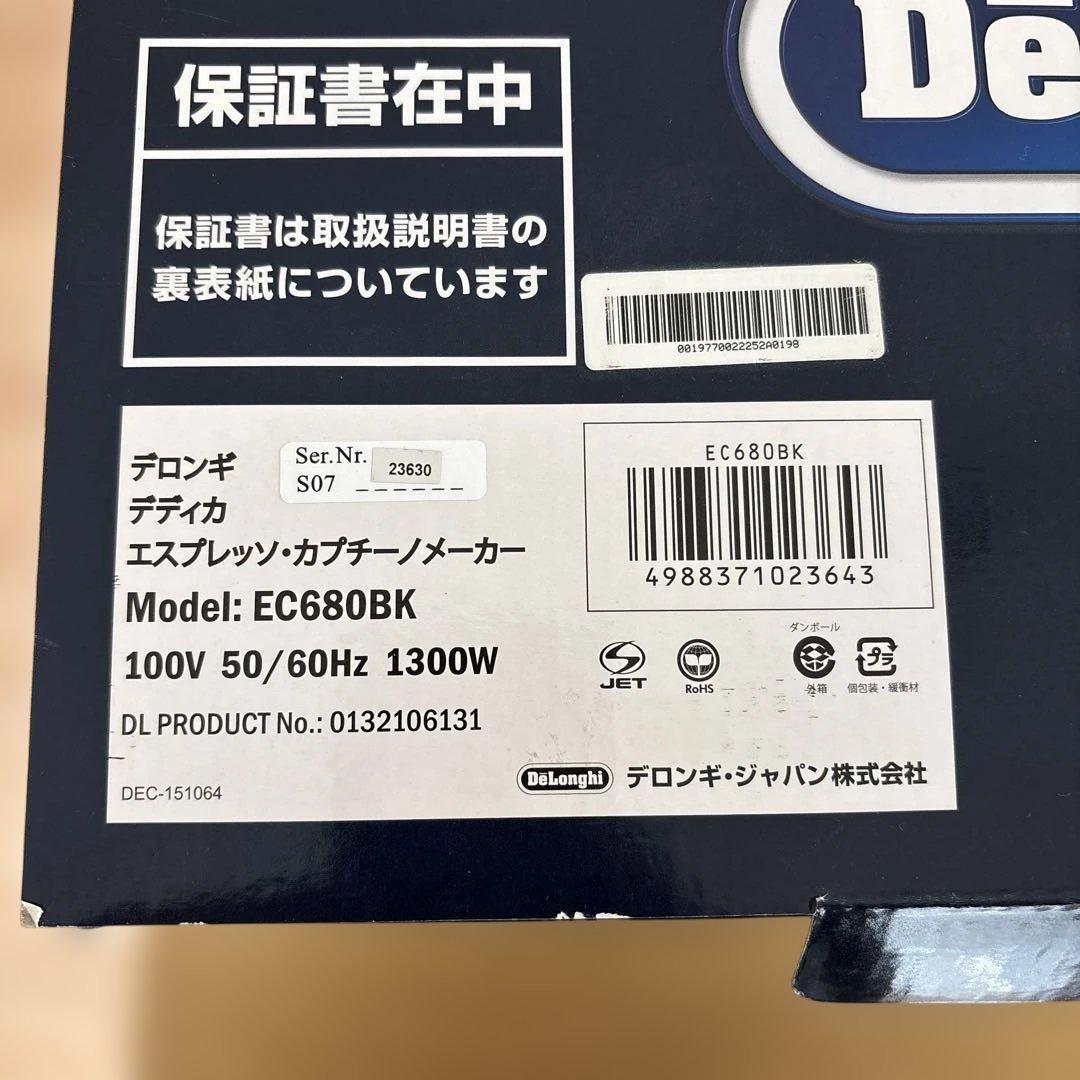 保証書在中
保証書は取扱説明書の
裏表紙についています
Dē
0019770022252A0198
デロンギ
デディカ
エスプレッソ・カプチーノメーカー
Ser.Nr. 23630
S07 _ _ _ _ _ _
Model: EC680BK
100V 50/60Hz 1300W
DL PRODUCT No.: 0132106131
DEC-151064
EC680BK
4988371023643
JET
RoHS
ダンボール
外箱
プラ
個包装・緩衝材
DēLonghi デロンギ・ジャパン株式会社